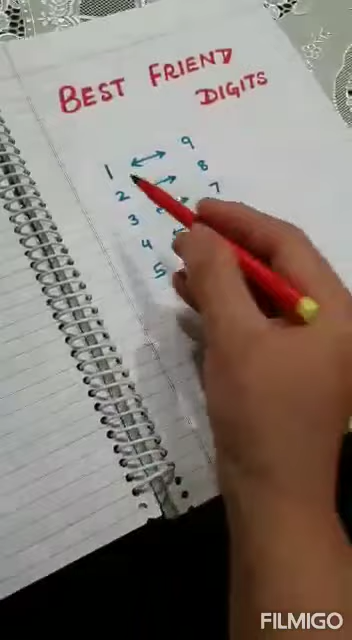 BEST FRIEND
DIGITS
1 ↔ 9
2 ↔ 8
3 ↔ 7
4
5
FILMIGO